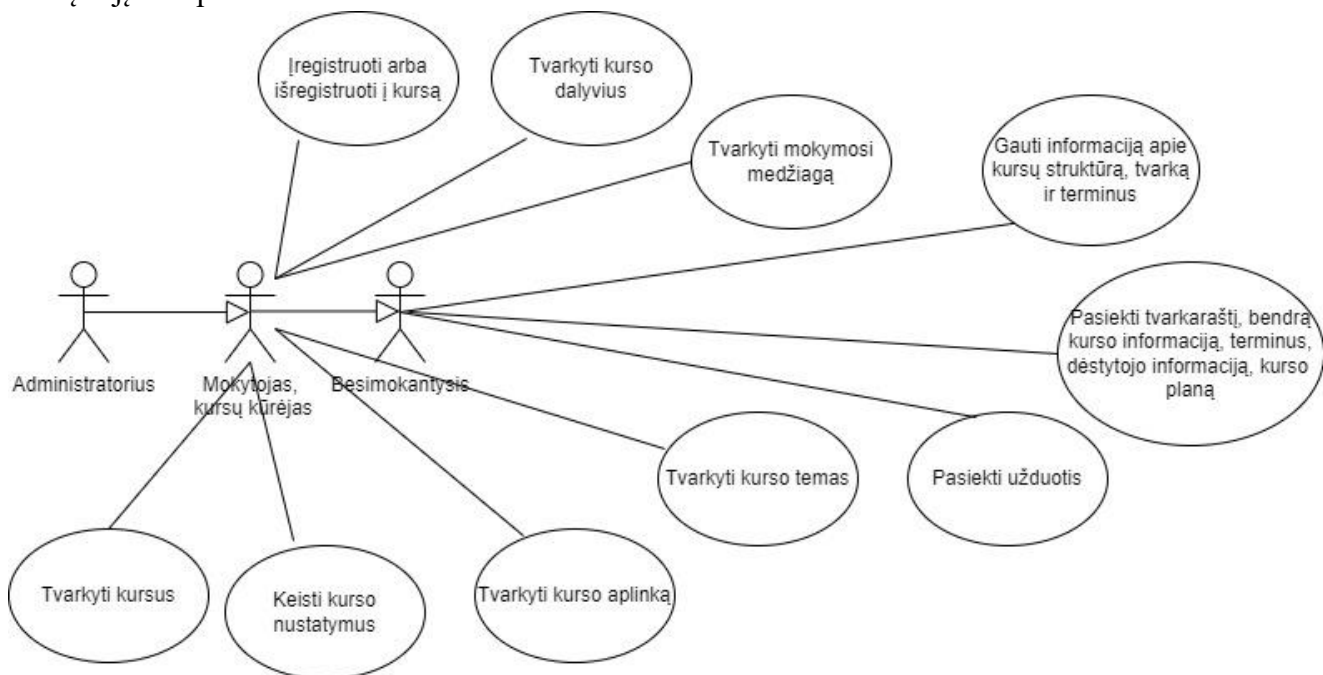 Įregistruoti arba
išregistruoti į kursą
Tvarkyti kurso
dalyvius
Tvarkyti mokymosi
medžiagą
Gauti informaciją apie
kursų struktūrą, tvarką
ir terminus
Pasiekti tvarkaraštį, bendrą
kurso informaciją, terminus,
dėstytojo informaciją, kurso
planą
Administratorius
Mokytojas,
kursų kūrėjas
Besimokantysis
Tvarkyti kurso temas
Pasiekti užduotis
Tvarkyti kursus
Keisti kurso
nustatymus
Tvarkyti kurso aplinką